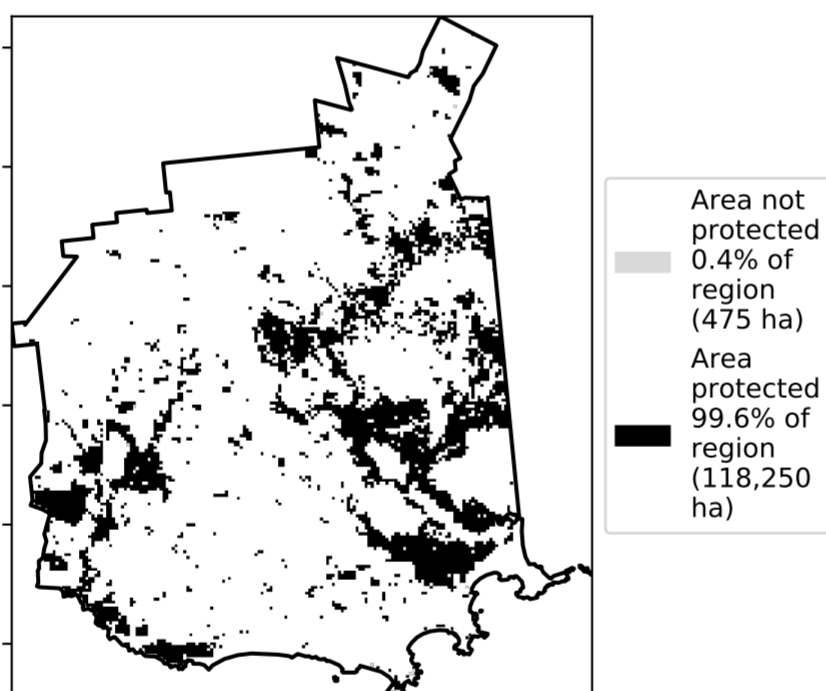 Area not
protected
0.4% of
region
(475 ha)
Area
protected
99.6% of
region
(118,250
ha)